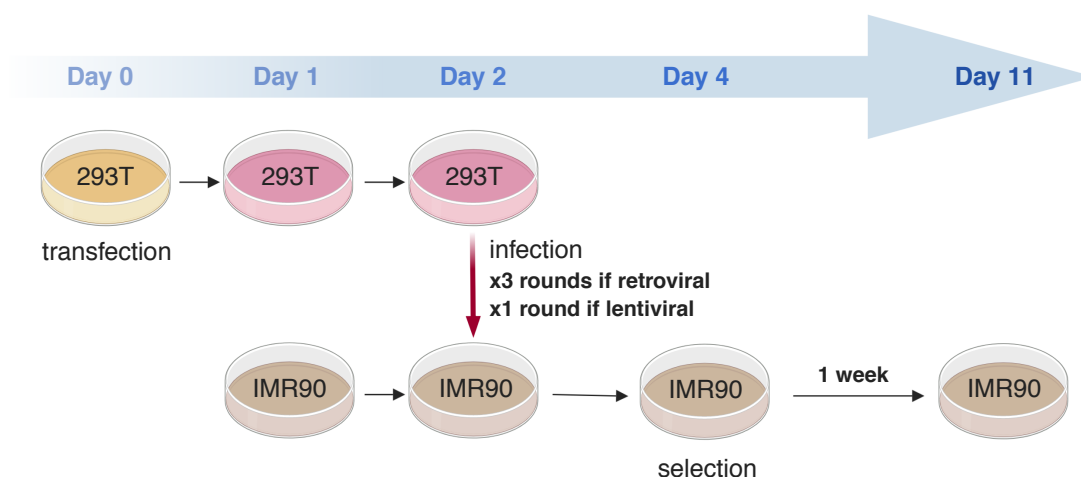 Day 0 Day 1 Day 2 Day 4 Day 11
293T 293T 293T
transfection
infection
x3 rounds if retroviral
x1 round if lentiviral
IMR90 IMR90 IMR90 1 week IMR90
selection